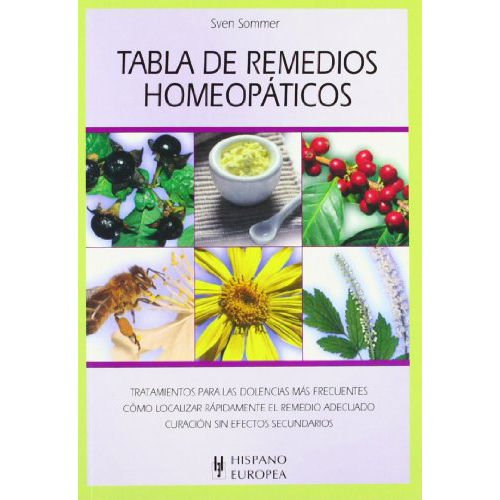 Sven Sommer
TABLA DE REMEDIOS
HOMEOPÁTICOS
TRATAMIENTOS PARA LAS DOLENCIAS MÁS FRECUENTES
CÓMO LOCALIZAR RÁPIDAMENTE EL REMEDIO ADECUADO
CURACIÓN SIN EFECTOS SECUNDARIOS
HISPANO
EUROPEA